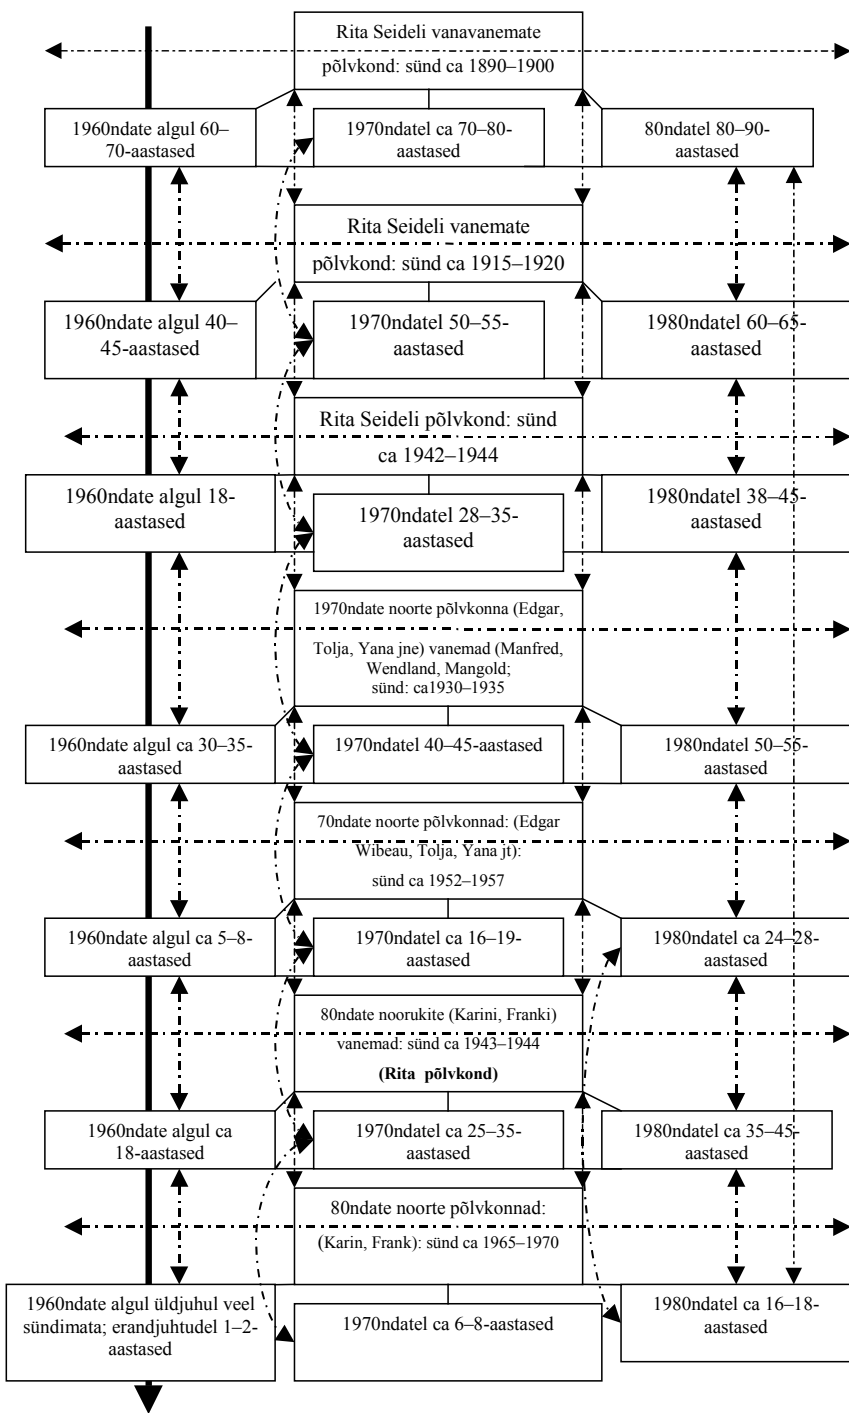 Rita Seideli vanavanemate
põlvkond: sünd ca 1890–1900
1960ndate algul 60–
70-aastased
1970ndatel ca 70–80-
aastased
80ndatel 80–90-
aastased
Rita Seideli vanemate
põlvkond: sünd ca 1915–1920
1960ndate algul 40–
45-aastased
1970ndatel 50–55-
aastased
1980ndatel 60–65-
aastased
Rita Seideli põlvkond: sünd
ca 1942–1944
1960ndate algul 18-
aastased
1970ndatel 28–35-
aastased
1980ndatel 38–45-
aastased
1970ndate noorte põlvkonna (Edgar,
Tolja, Yana jne) vanemad (Manfred,
Wendland, Mangold;
sünd: ca1930–1935
1960ndate algul ca 30–35-
aastased
1970ndatel 40–45-aastased
1980ndatel 50–55-
aastased
70ndate noorte põlvkonnad: (Edgar
Wibeau, Tolja, Yana jt):
sünd ca 1952–1957
1960ndate algul ca 5–8-
aastased
1970ndatel ca 16–19-
aastased
1980ndatel ca 24–28-
aastased
80ndate noorukite (Karini, Franki)
vanemad: sünd ca 1943–1944
(Rita põlvkond)
1960ndate algul ca
18-aastased
1970ndatel ca 25–35-
aastased
1980ndatel ca 35–45-
aastased
80ndate noorte põlvkonnad:
(Karin, Frank): sünd ca 1965–1970
1960ndate algul üldjuhul veel
sündimata; erandjuhtudel 1–2-
aastased
1970ndatel ca 6–8-aastased
1980ndatel ca 16–18-
aastased